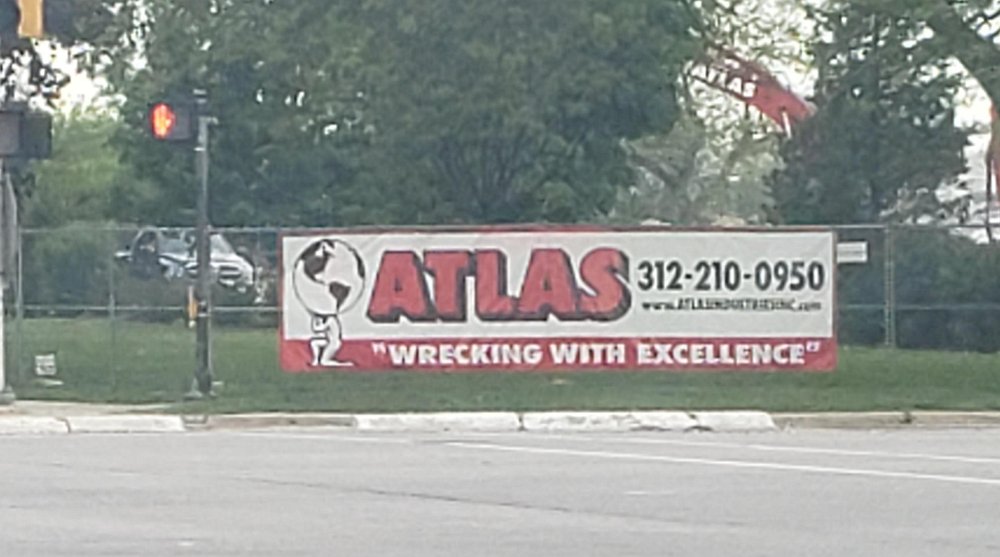 ATLAS
ATLAS
312-210-0950
www.ATLASINDUSTRIESINC.com
"WRECKING WITH EXCELLENCE"